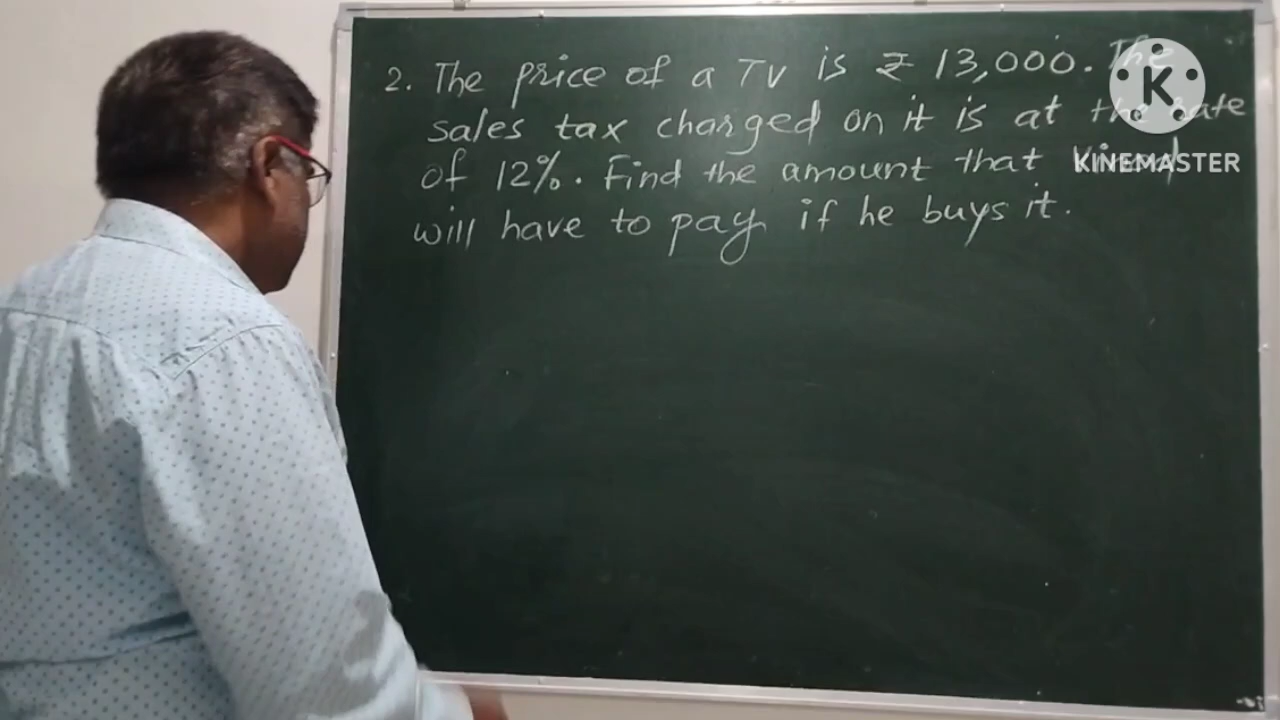 2. The price of a TV is ₹ 13,000. The
sales tax charged on it is at the rate
of 12%. Find the amount that
will have to pay if he buys it.
K
KINEMASTER